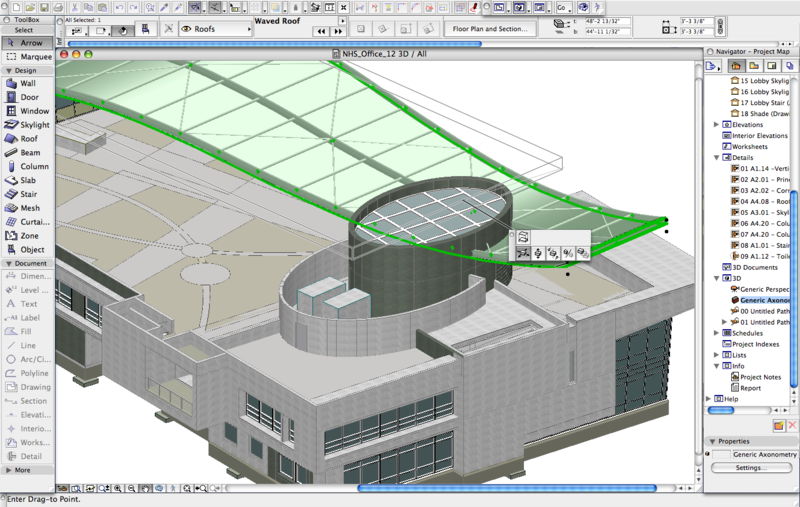 Go...
ToolBox
Select
Arrow
Marquee
Design
Wall
Door
Window
Skylight
Roof
Beam
Column
Slab
Stair
Mesh
Curtai...
Zone
Object
Document
Dimen...
Level ...
Text
Label
Fill
Line
Arc/Ci...
Polyline
Drawing
Section
Elevati...
Interio...
Works...
Detail
More
All Selected: 1
Roofs
Waved Roof
Floor Plan and Section...
t:
48'-2 11/32"
b:
44'-11 5/32"
3'-3 3/8"
3'-3 3/8"
NHS_Office_12 3D / All
Navigator - Project Map
15 Lobby Skylig
16 Lobby Skylig
17 Lobby Stair (
18 Shade (Draw
Elevations
Interior Elevations
Worksheets
Details
01 A1.14 -Verti
02 A2.01 - Prin
03 A2.02 - Cor
04 A4.08 - Roo
05 A3.01 - Skyl
06 A4.20 - Colu
07 A4.20 - Colu
08 A1.01 - Stair
09 A1.12 - Toile
3D Documents
3D
Generic Perspe
Generic Axono
00 Untitled Path
01 Untitled Path
Schedules
Project Indexes
Lists
Info
Project Notes
Report
Help
Properties
Generic Axonometry
Settings...
Enter Drag-to Point.